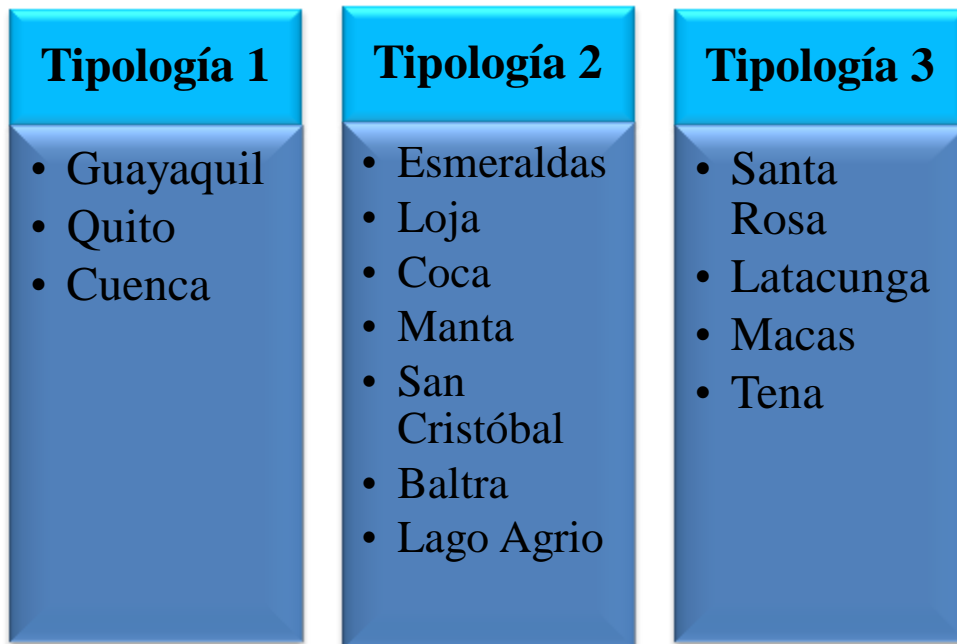 Tipología 1
• Guayaquil
• Quito
• Cuenca
Tipología 2
• Esmeraldas
• Loja
• Coca
• Manta
• San
Cristóbal
• Baltra
• Lago Agrio
Tipología 3
• Santa
Rosa
• Latacunga
• Macas
• Tena